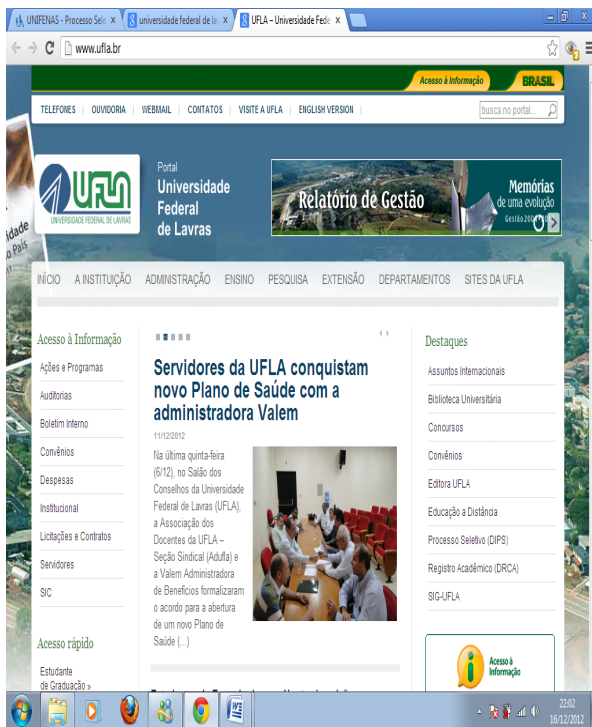 UNIFENAS - Processo Sele
universidade federal de la
UFLA – Universidade Fede
www.ufla.br
Acesso à Informação
BRASIL
TELEFONES | OUVIDORIA | WEBMAIL | CONTATOS | VISITE A UFLA | ENGLISH VERSION |
busca no portal...
UFLA
UNIVERSIDADE FEDERAL DE LAVRAS
Portal
Universidade
Federal
de Lavras
Relatório de Gestão
Memórias
de uma evolução
idade
o País
INÍCIO A INSTITUIÇÃO ADMINISTRAÇÃO ENSINO PESQUISA EXTENSÃO DEPARTAMENTOS SITES DA UFLA
Acesso à Informação
Ações e Programas
Auditorias
Boletim Interno
Convênios
Despesas
Institucional
Licitações e Contratos
Servidores
SIC
Acesso rápido
Estudante
de Graduação »
Servidores da UFLA conquistam
novo Plano de Saúde com a
administradora Valem
11/12/2012
Na última quinta-feira
(6/12), no Salão dos
Conselhos da Universidade
Federal de Lavras (UFLA),
a Associação dos
Docentes da UFLA –
Seção Sindical (Adufla) e
a Valem Administradora
de Benefícios formalizaram
o acordo para a abertura
de um novo Plano de
Saúde (...)
Destaques
Assuntos Internacionais
Biblioteca Universitária
Concursos
Convênios
Editora UFLA
Educação a Distância
Processo Seletivo (DIPS)
Registro Acadêmico (DRCA)
SIG-UFLA
Acesso à
Informação
22:02
16/12/2012